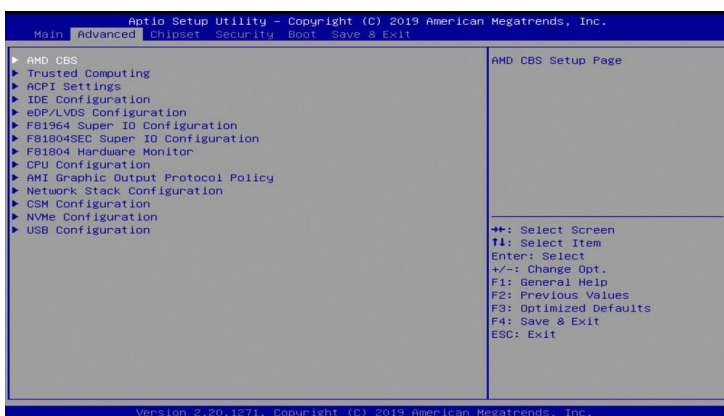 Aptio Setup Utility – Copyright (C) 2019 American Megatrends, Inc.
Main Advanced Chipset Security Boot Save & Exit
▶ AMD CBS
▶ Trusted Computing
▶ ACPI Settings
▶ IDE Configuration
▶ eDP/LVDS Configuration
▶ F81964 Super IO Configuration
▶ F81804SEC Super IO Configuration
▶ F81804 Hardware Monitor
▶ CPU Configuration
▶ AMI Graphic Output Protocol Policy
▶ Network Stack Configuration
▶ CSM Configuration
▶ NVMe Configuration
▶ USB Configuration
AMD CBS Setup Page
→←: Select Screen
↑↓: Select Item
Enter: Select
+/-: Change Opt.
F1: General Help
F2: Previous Values
F3: Optimized Defaults
F4: Save & Exit
ESC: Exit
Version 2.20.1271. Copyright (C) 2019 American Megatrends, Inc.